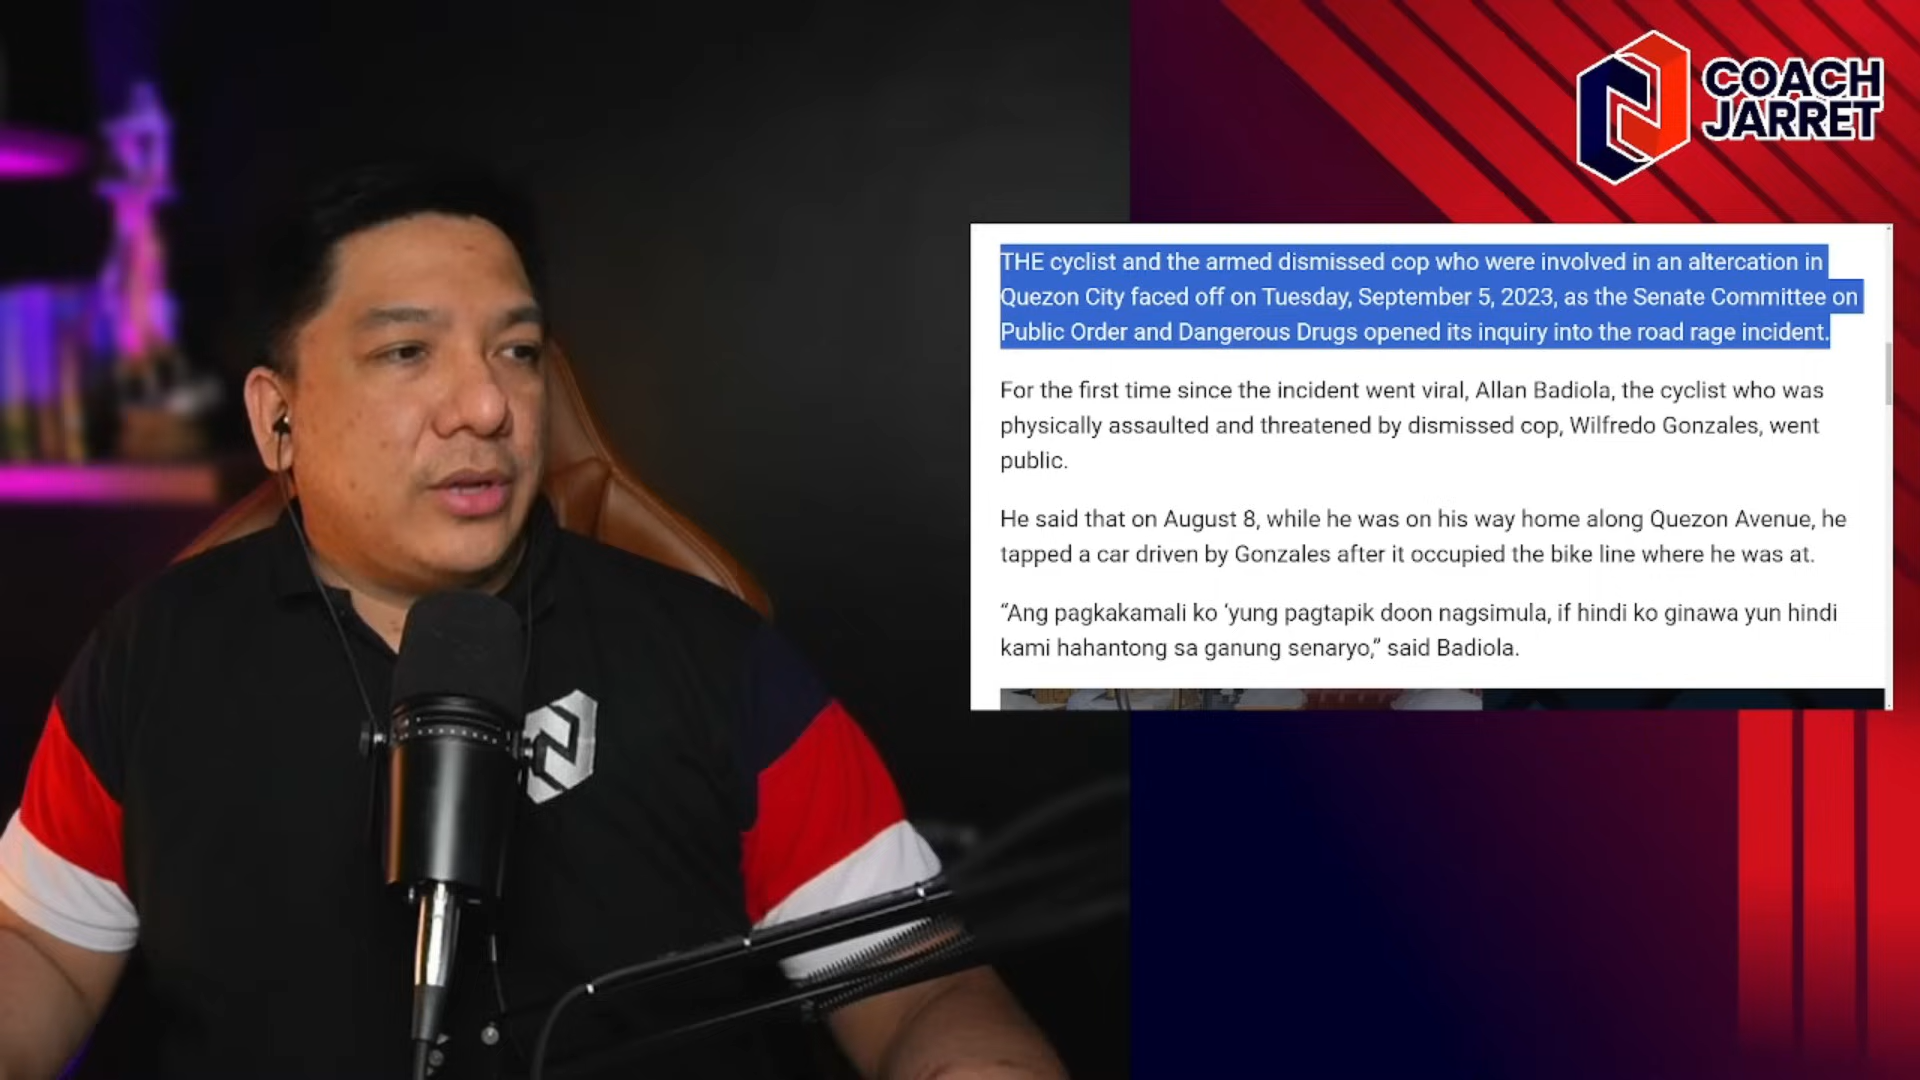 COACH
JARRET
THE cyclist and the armed dismissed cop who were involved in an altercation in
Quezon City faced off on Tuesday, September 5, 2023, as the Senate Committee on
Public Order and Dangerous Drugs opened its inquiry into the road rage incident.
For the first time since the incident went viral, Allan Badiola, the cyclist who was
physically assaulted and threatened by dismissed cop, Wilfredo Gonzales, went
public.
He said that on August 8, while he was on his way home along Quezon Avenue, he
tapped a car driven by Gonzales after it occupied the bike line where he was at.
“Ang pagkakamali ko ‘yung pagtapik doon nagsimula, if hindi ko ginawa yun hindi
kami hahantong sa ganung senaryo,” said Badiola.